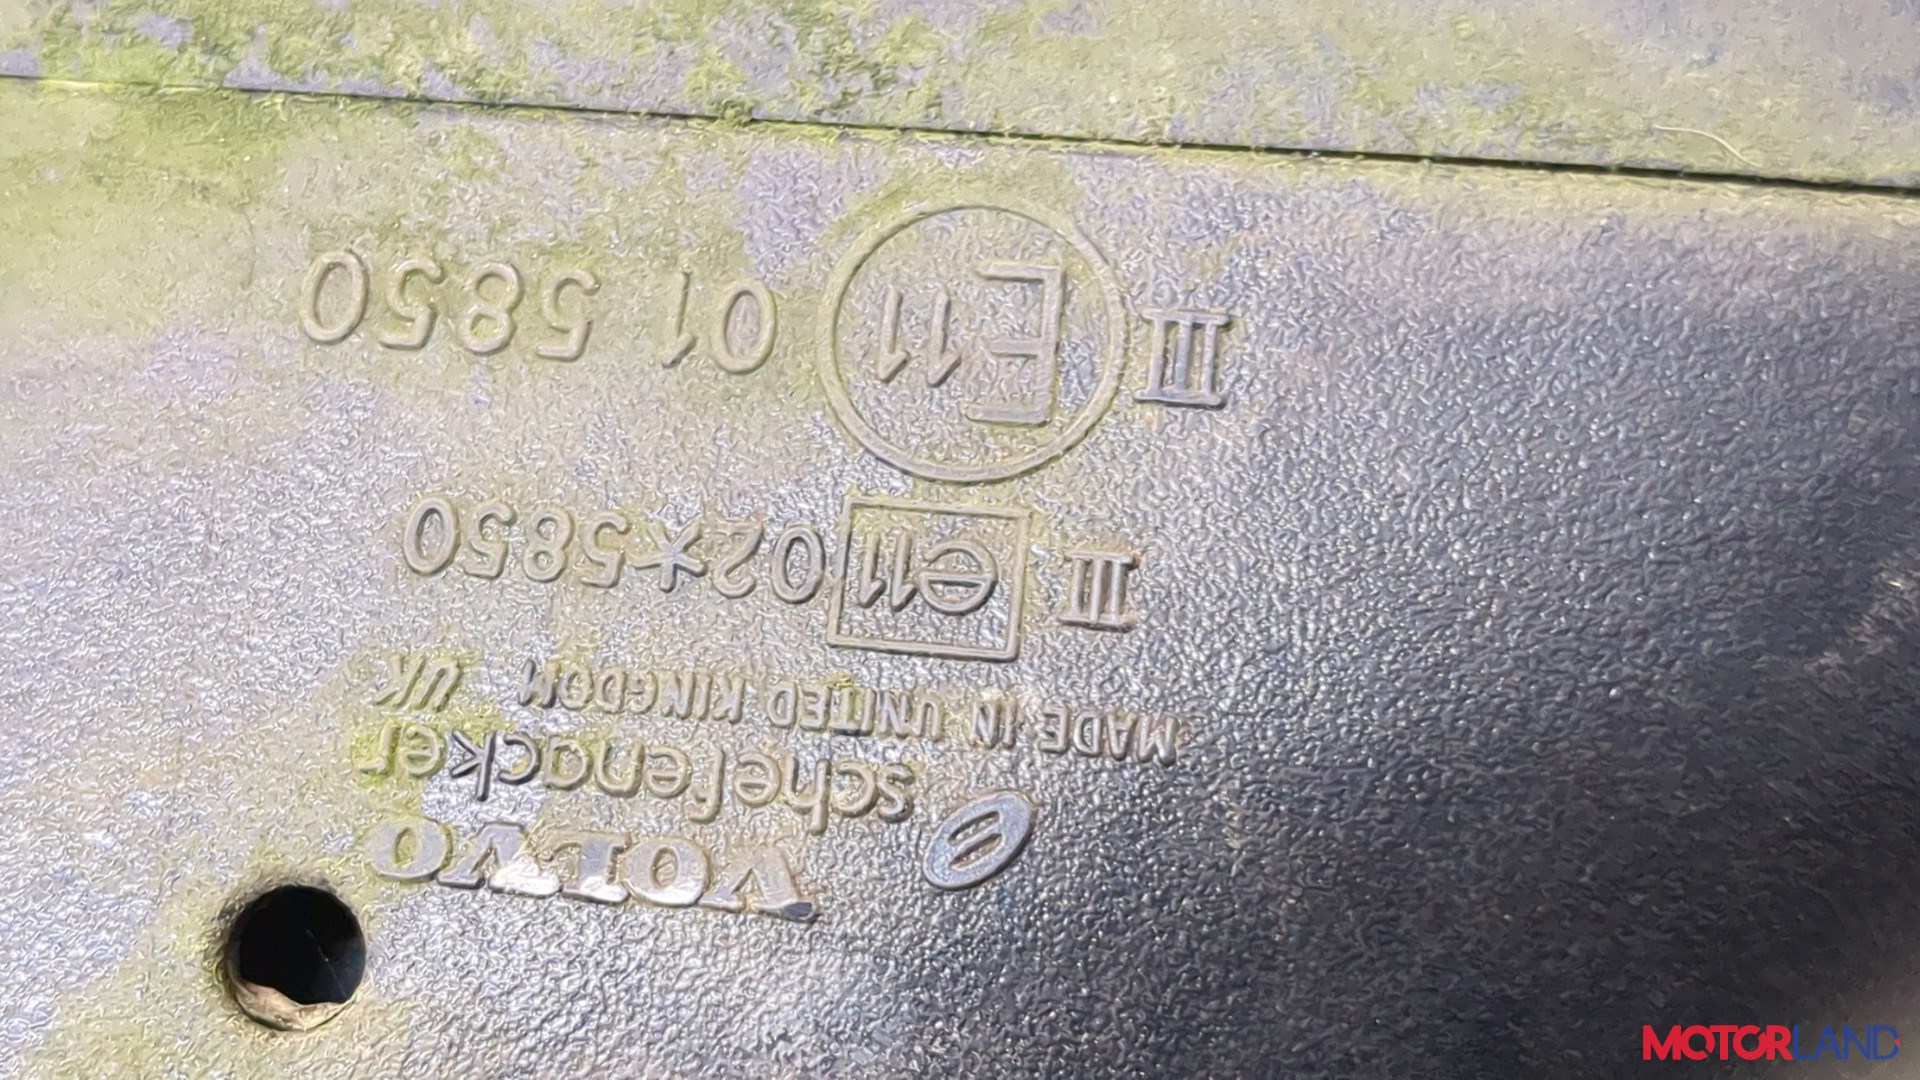 VOLVO
schefenacker
MADE IN UNITED KINGDOM UK
III e11 02*5850
III E11 01 5850
MOTORLAND